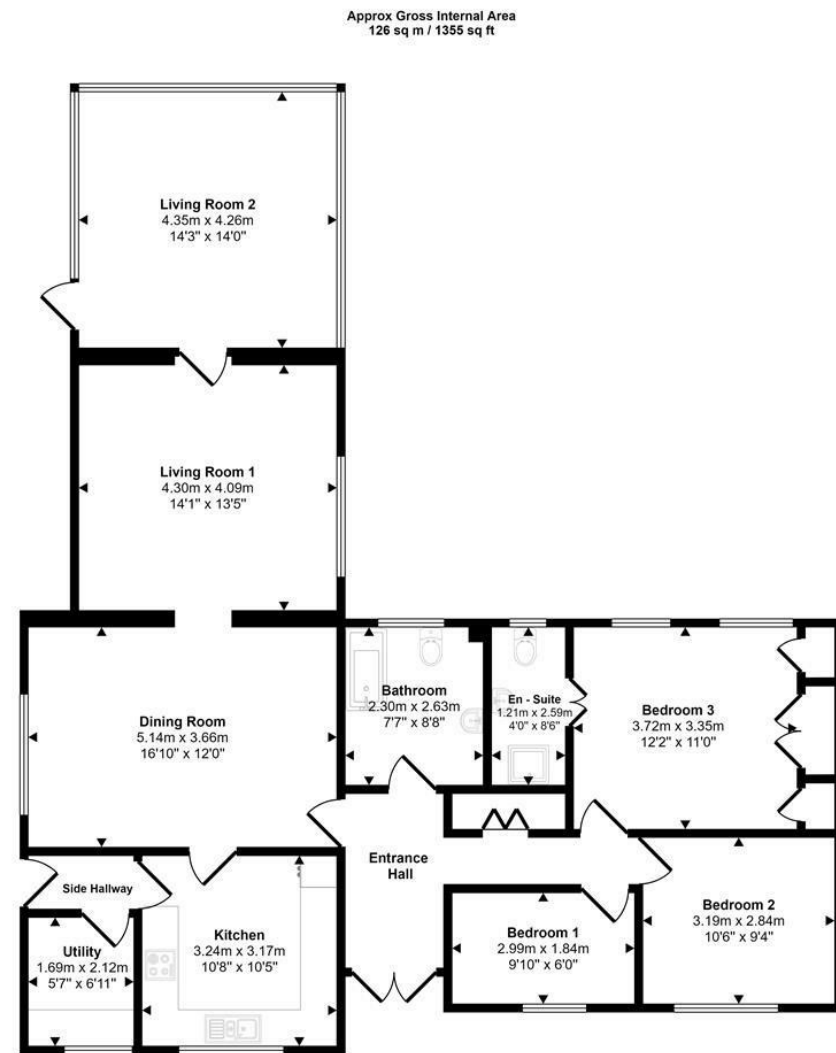 Approx Gross Internal Area
126 sq m / 1355 sq ft
Living Room 2
4.35m x 4.26m
14'3" x 14'0"
Living Room 1
4.30m x 4.09m
14'1" x 13'5"
Dining Room
5.14m x 3.66m
16'10" x 12'0"
Bathroom
2.30m x 2.63m
7'7" x 8'8"
En - Suite
1.21m x 2.59m
4'0" x 8'6"
Bedroom 3
3.72m x 3.35m
12'2" x 11'0"
Entrance
Hall
Side Hallway
Utility
1.69m x 2.12m
5'7" x 6'11"
Kitchen
3.24m x 3.17m
10'8" x 10'5"
Bedroom 1
2.99m x 1.84m
9'10" x 6'0"
Bedroom 2
3.19m x 2.84m
10'6" x 9'4"